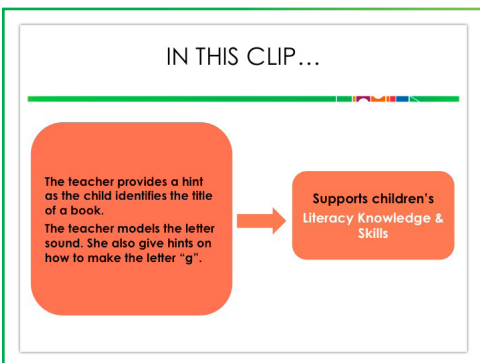 IN THIS CLIP…
The teacher provides a hint
as the child identifies the title
of a book.
The teacher models the letter
sound. She also give hints on
how to make the letter “g”.
Supports children’s
Literacy Knowledge &
Skills